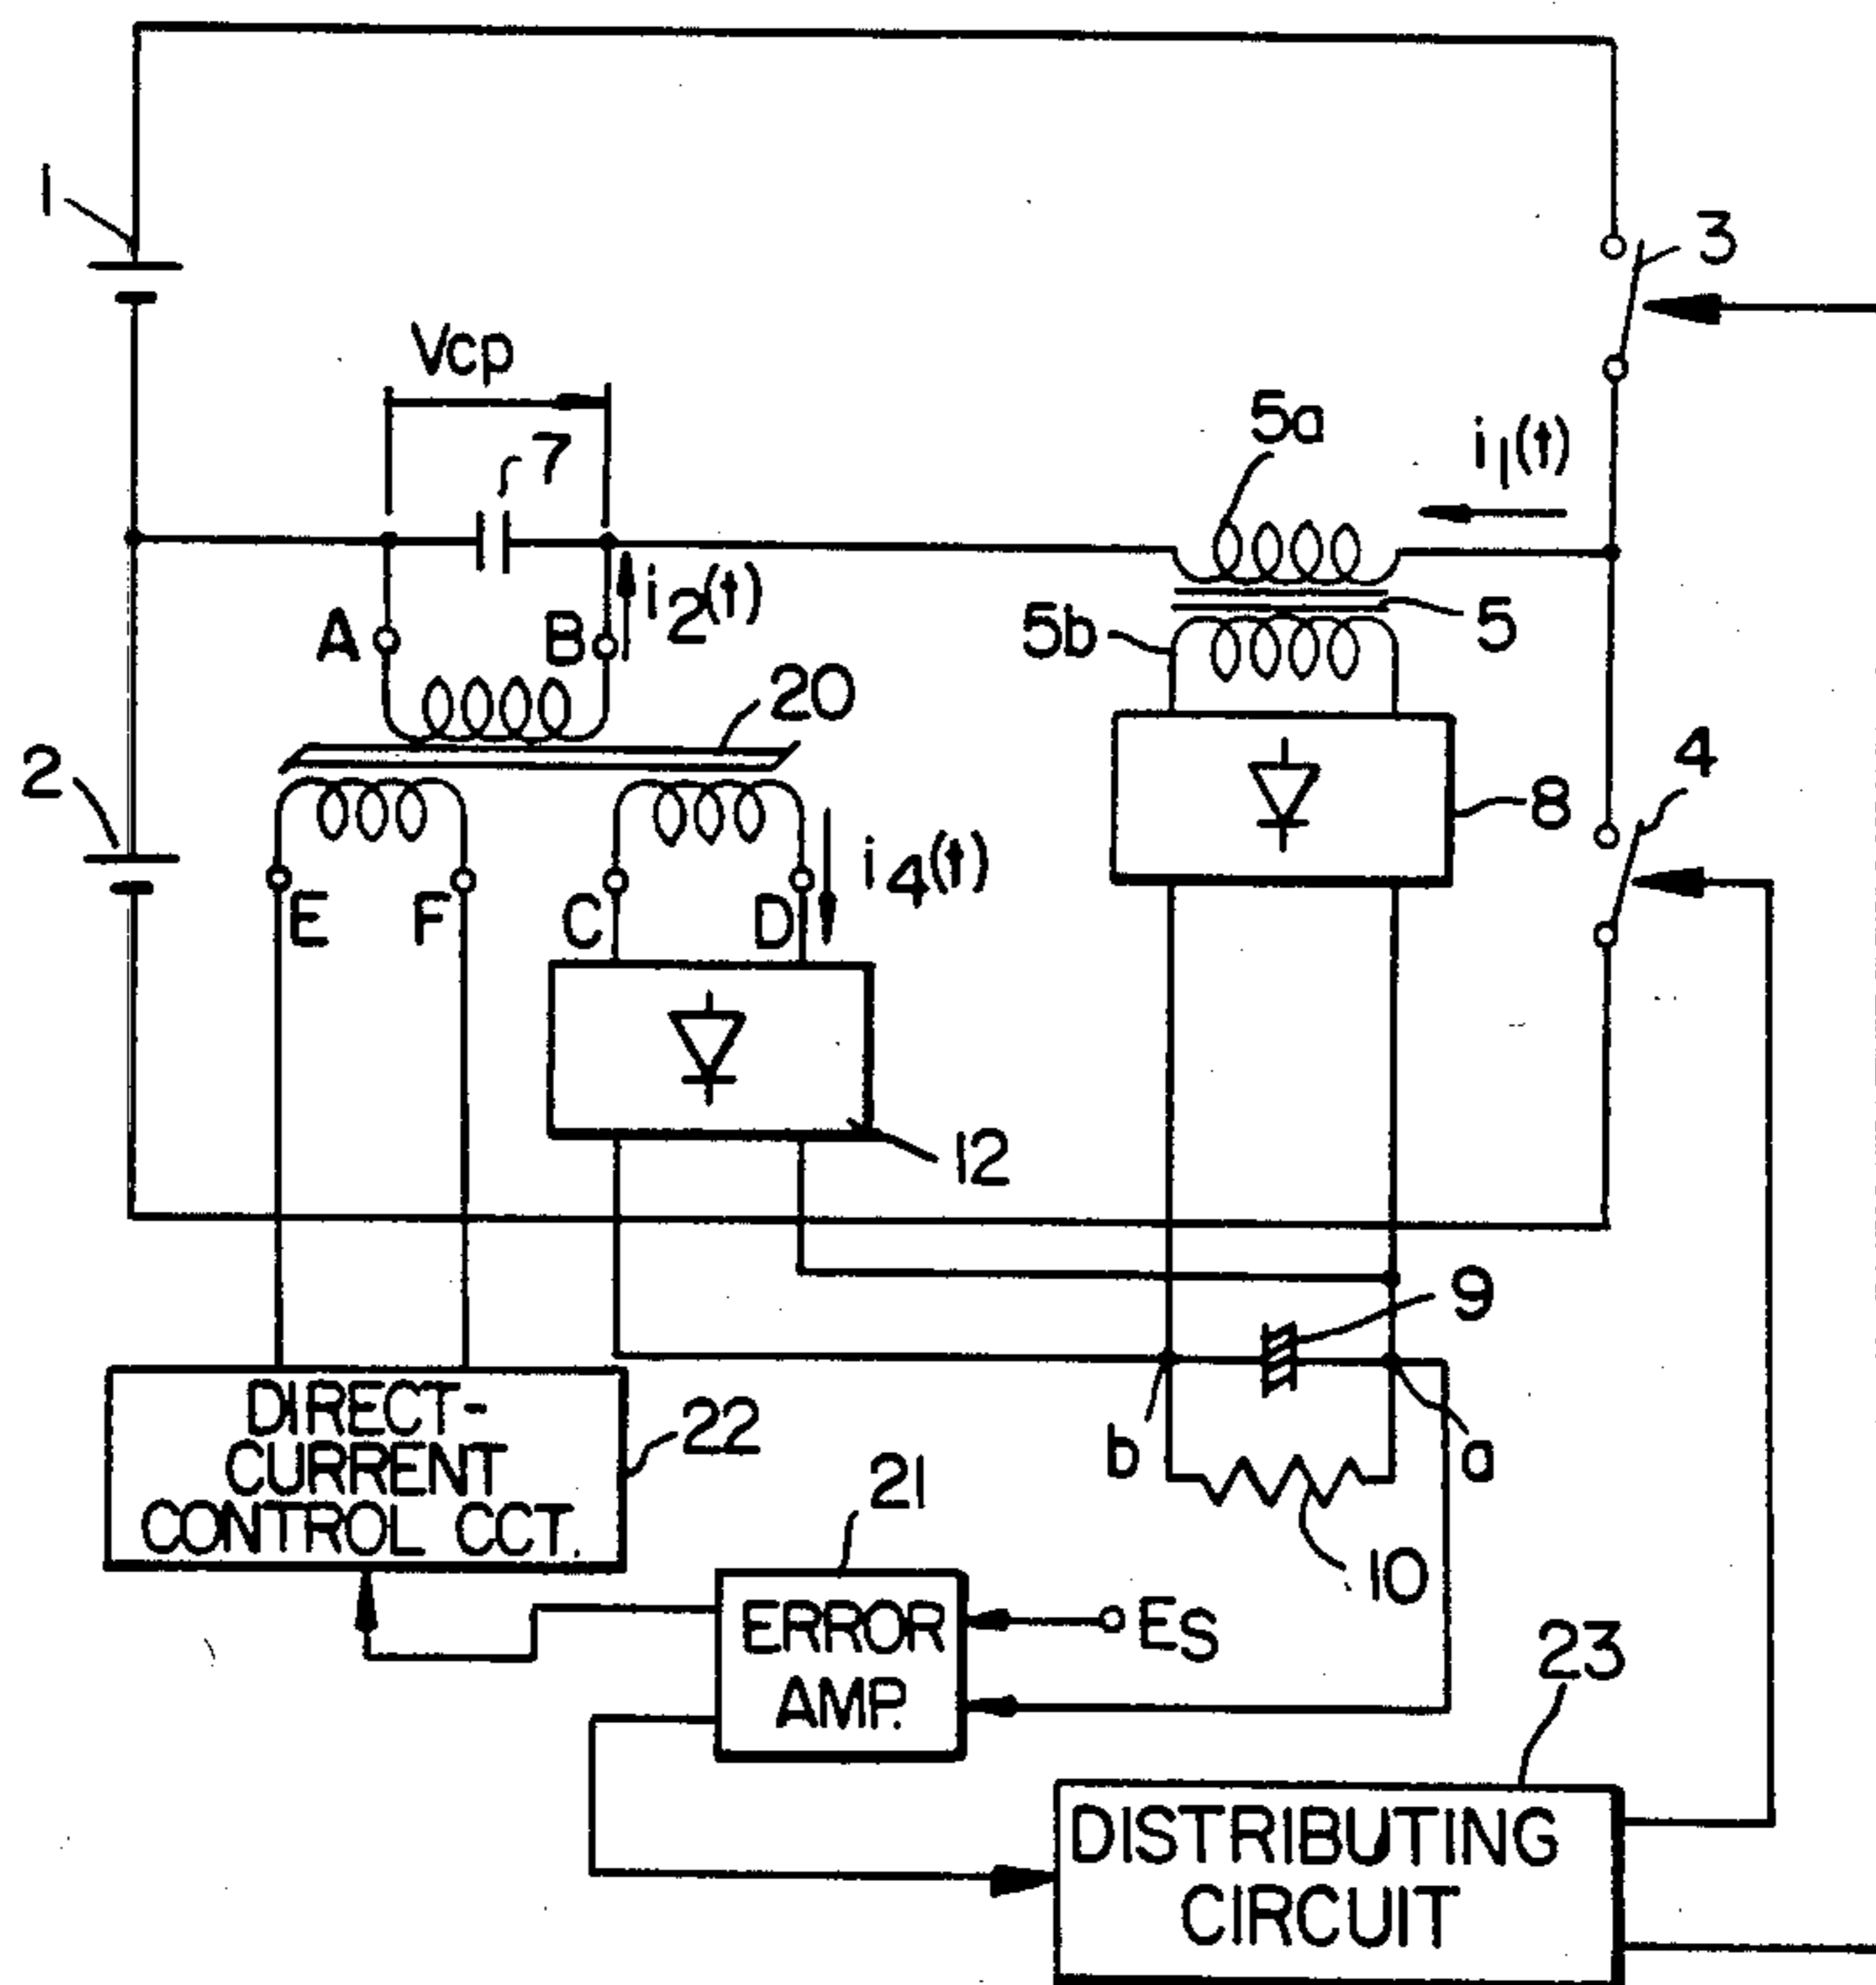 1
3
Vcp
7
5a
i1(t)
i2(t)
A
B
5b
5
20
2
4
8
i4(t)
E
F
C
D
12
9
DIRECT-
CURRENT
CONTROL CCT.
22
b
a
21
10
ERROR
AMP.
ES
23
DISTRIBUTING
CIRCUIT